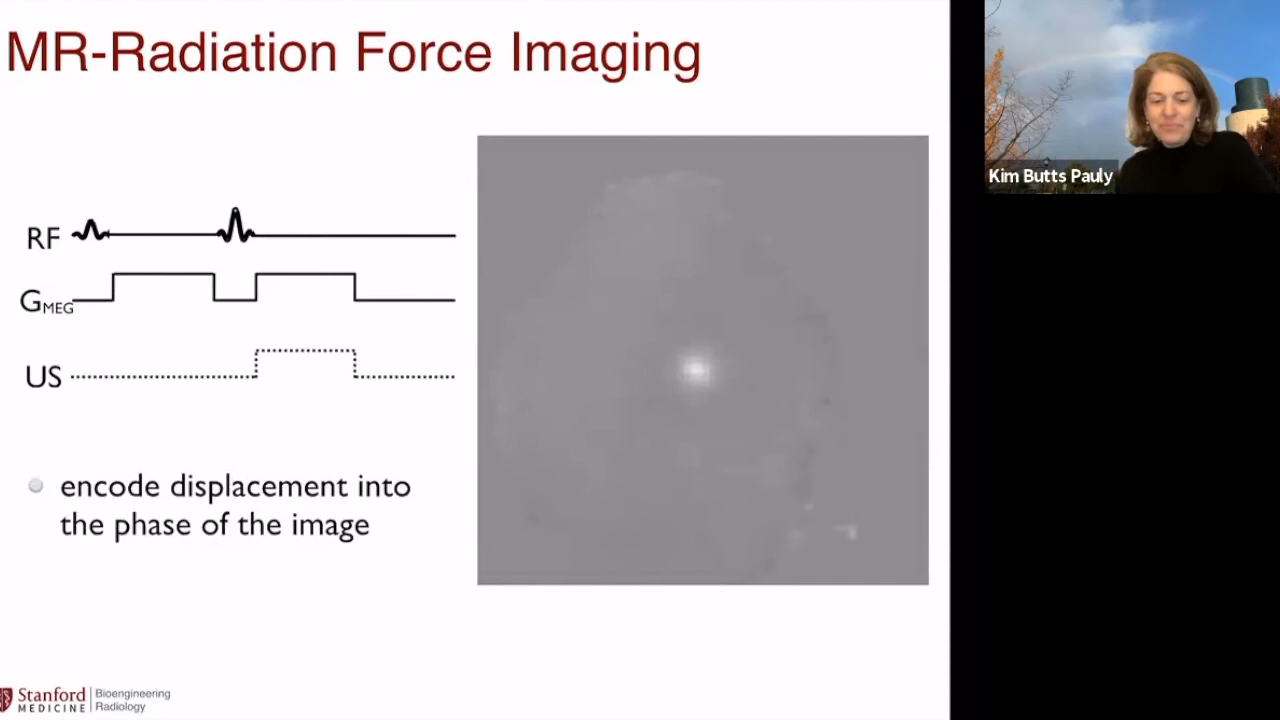 MR-Radiation Force Imaging
Kim Butts Pauly
RF
GMEG
US
encode displacement into
the phase of the image
Stanford
MEDICINE
Bioengineering
Radiology